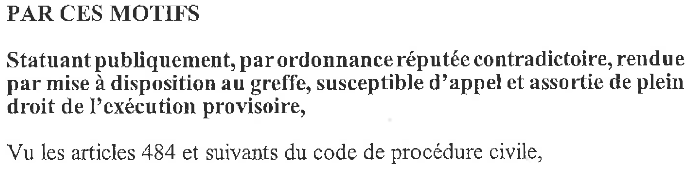 PAR CES MOTIFS
Statuant publiquement, par ordonnance réputée contradictoire, rendue
par mise à disposition au greffe, susceptible d'appel et assortie de plein
droit de l'exécution provisoire,
Vu les articles 484 et suivants du code de procédure civile,